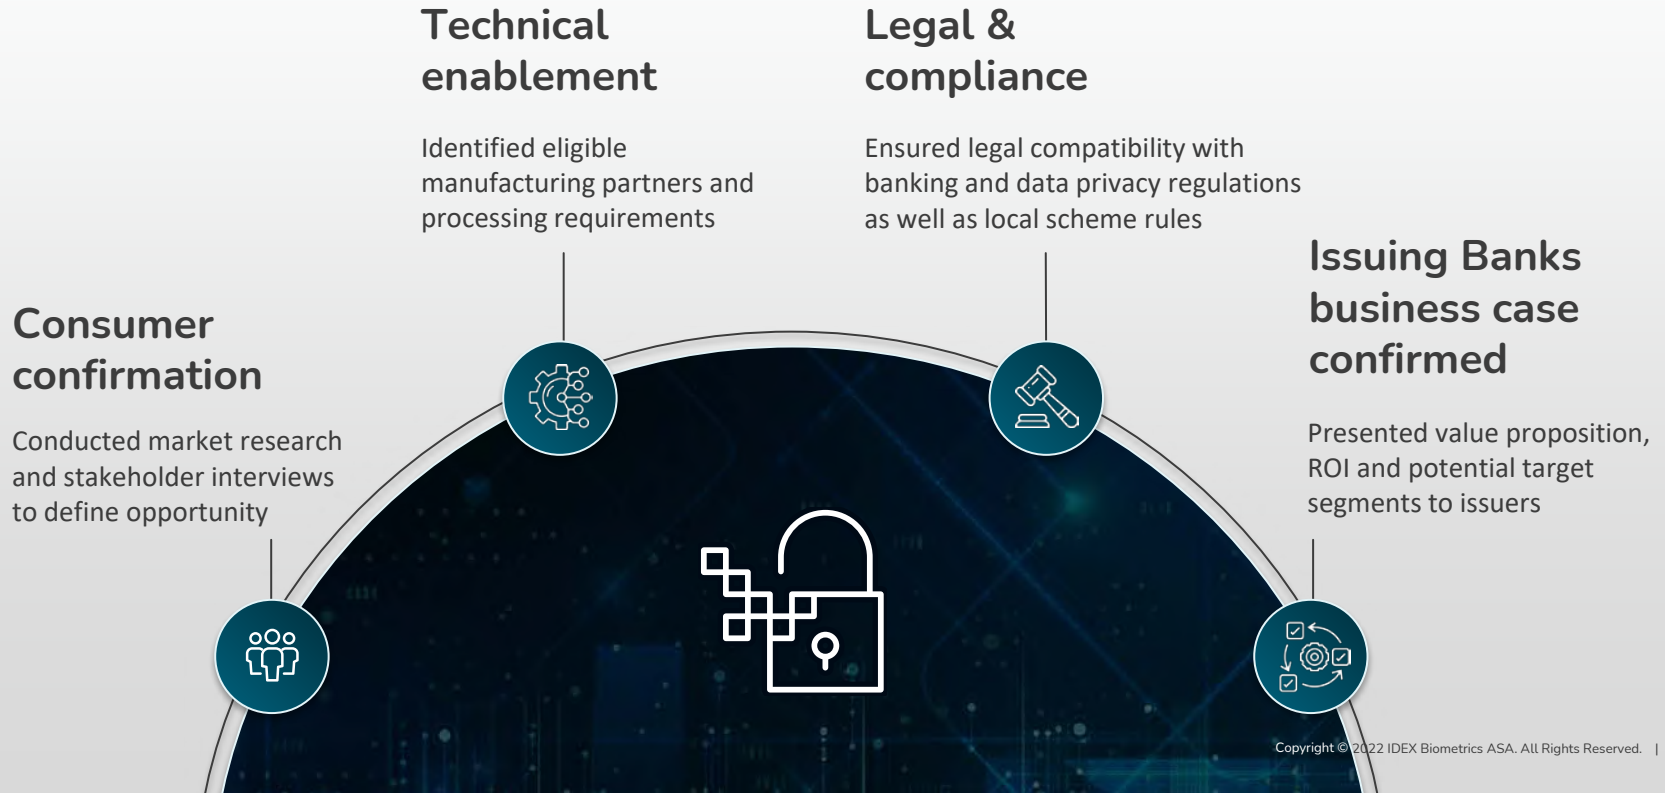 Technical
enablement
Identified eligible
manufacturing partners and
processing requirements
Legal &
compliance
Ensured legal compatibility with
banking and data privacy regulations
as well as local scheme rules
Consumer
confirmation
Conducted market research
and stakeholder interviews
to define opportunity
Issuing Banks
business case
confirmed
Presented value proposition,
ROI and potential target
segments to issuers
Copyright © 2022 IDEX Biometrics ASA. All Rights Reserved. |